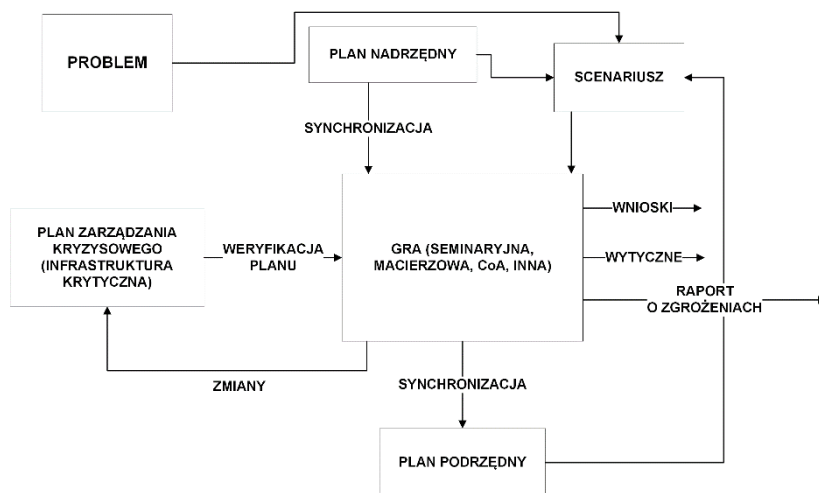 PROBLEM
PLAN NADRZĘDNY
SCENARIUSZ
SYNCHRONIZACJA
PLAN ZARZĄDZANIA
KRYZYSOWEGO
(INFRASTRUKTURA
KRYTYCZNA)
WERYFIKACJA
PLANU
GRA (SEMINARYJNA,
MACIERZOWA, CoA, INNA)
WNIOSKI
WYTYCZNE
RAPORT
O ZGROŻENIACH
ZMIANY
SYNCHRONIZACJA
PLAN PODRZĘDNY